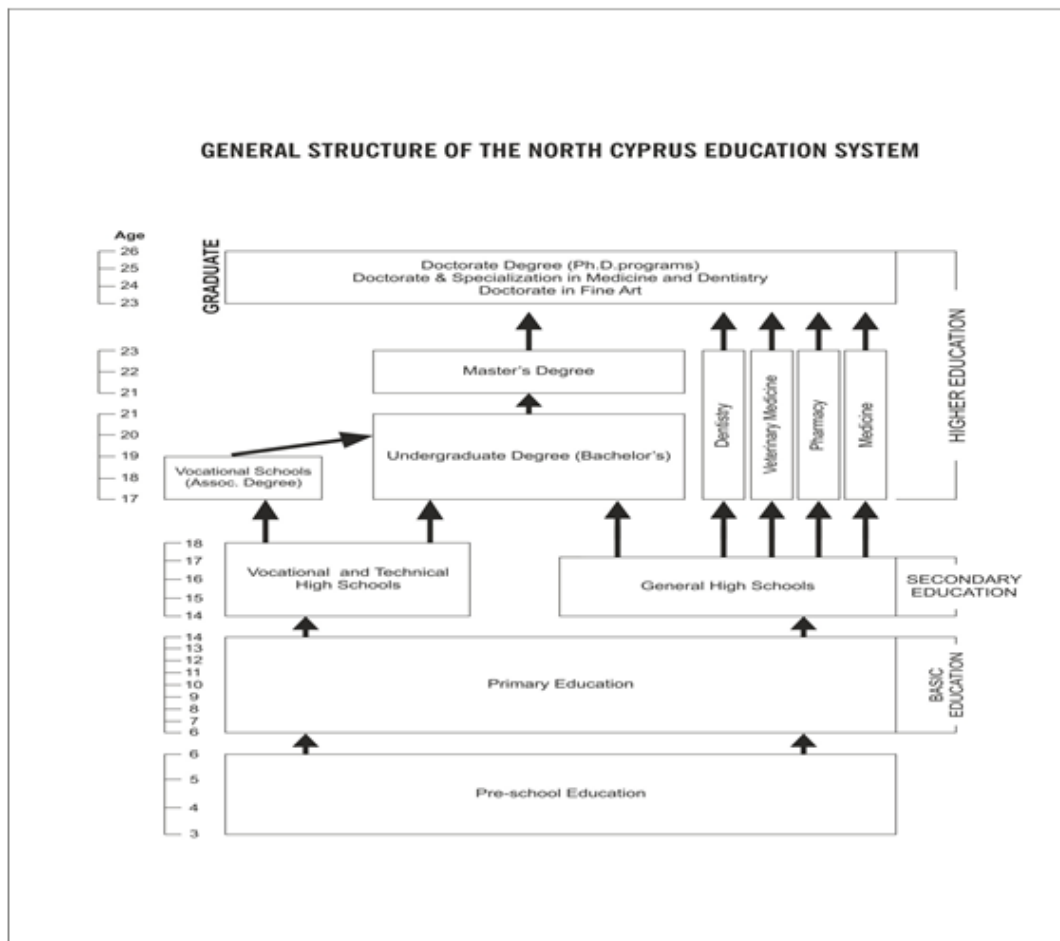 GENERAL STRUCTURE OF THE NORTH CYPRUS EDUCATION SYSTEM
Age
26
25
24
23
GRADUATE
Doctorate Degree (Ph.D.programs)
Doctorate & Specialization in Medicine and Dentistry
Doctorate in Fine Art
HIGHER EDUCATION
23
22
21
Master's Degree
21
20
19
18
17
Vocational Schools
(Assoc. Degree)
Undergraduate Degree (Bachelor's)
Dentistry
Veterinary Medicine
Pharmacy
Medicine
18
17
16
15
14
Vocational and Technical
High Schools
General High Schools
SECONDARY
EDUCATION
14
13
12
11
10
9
8
7
6
Primary Education
BASIC
EDUCATION
6
5
4
3
Pre-school Education